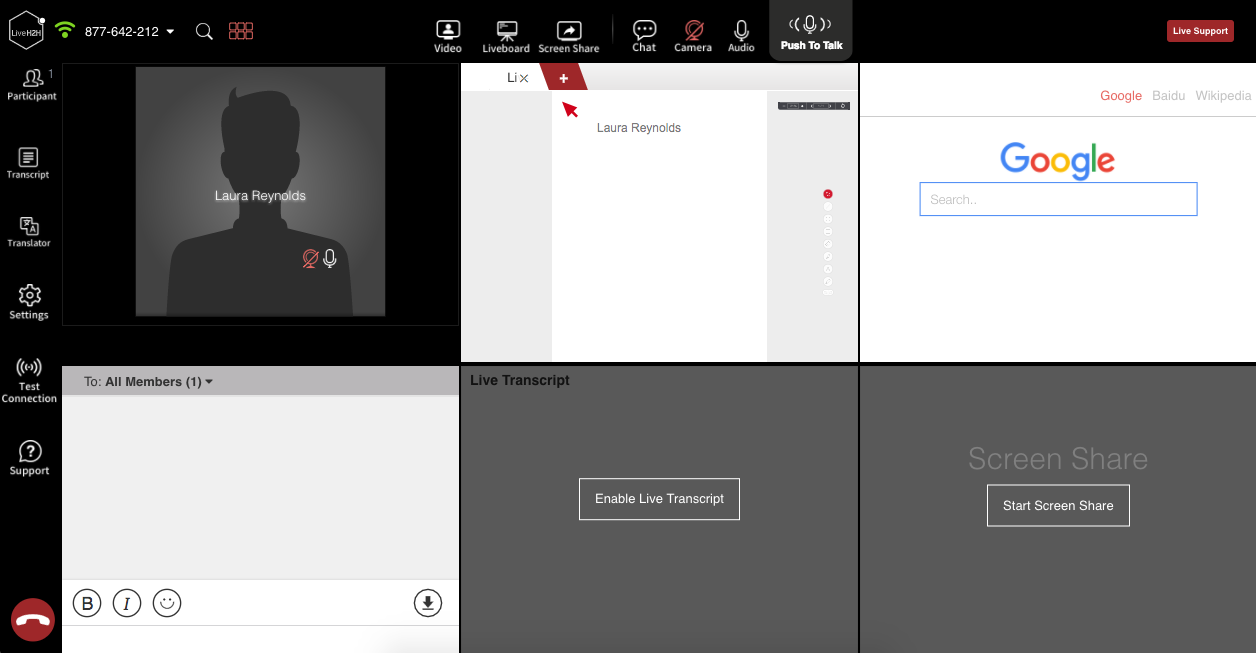 LiveH2H
877-642-212
Video
Liveboard
Screen Share
Chat
Camera
Audio
Push To Talk
Live Support
1
Participant
Transcript
Translator
Settings
Test
Connection
Support
Laura Reynolds
Li× +
Laura Reynolds
Google Baidu Wikipedia
Google
Search..
To: All Members (1)
B I
Live Transcript
Enable Live Transcript
Screen Share
Start Screen Share